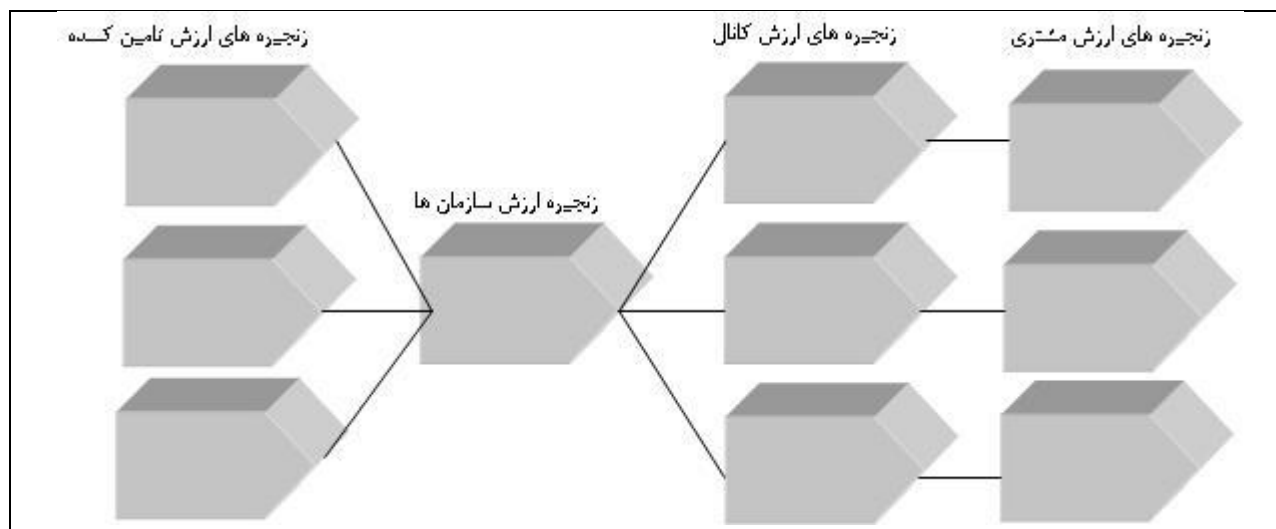 زنجیره های ارزش مشتری
زنجیره های ارزش کانال
زنجیره ارزش سازمان ها
زنجیره های ارزش تامین کننده